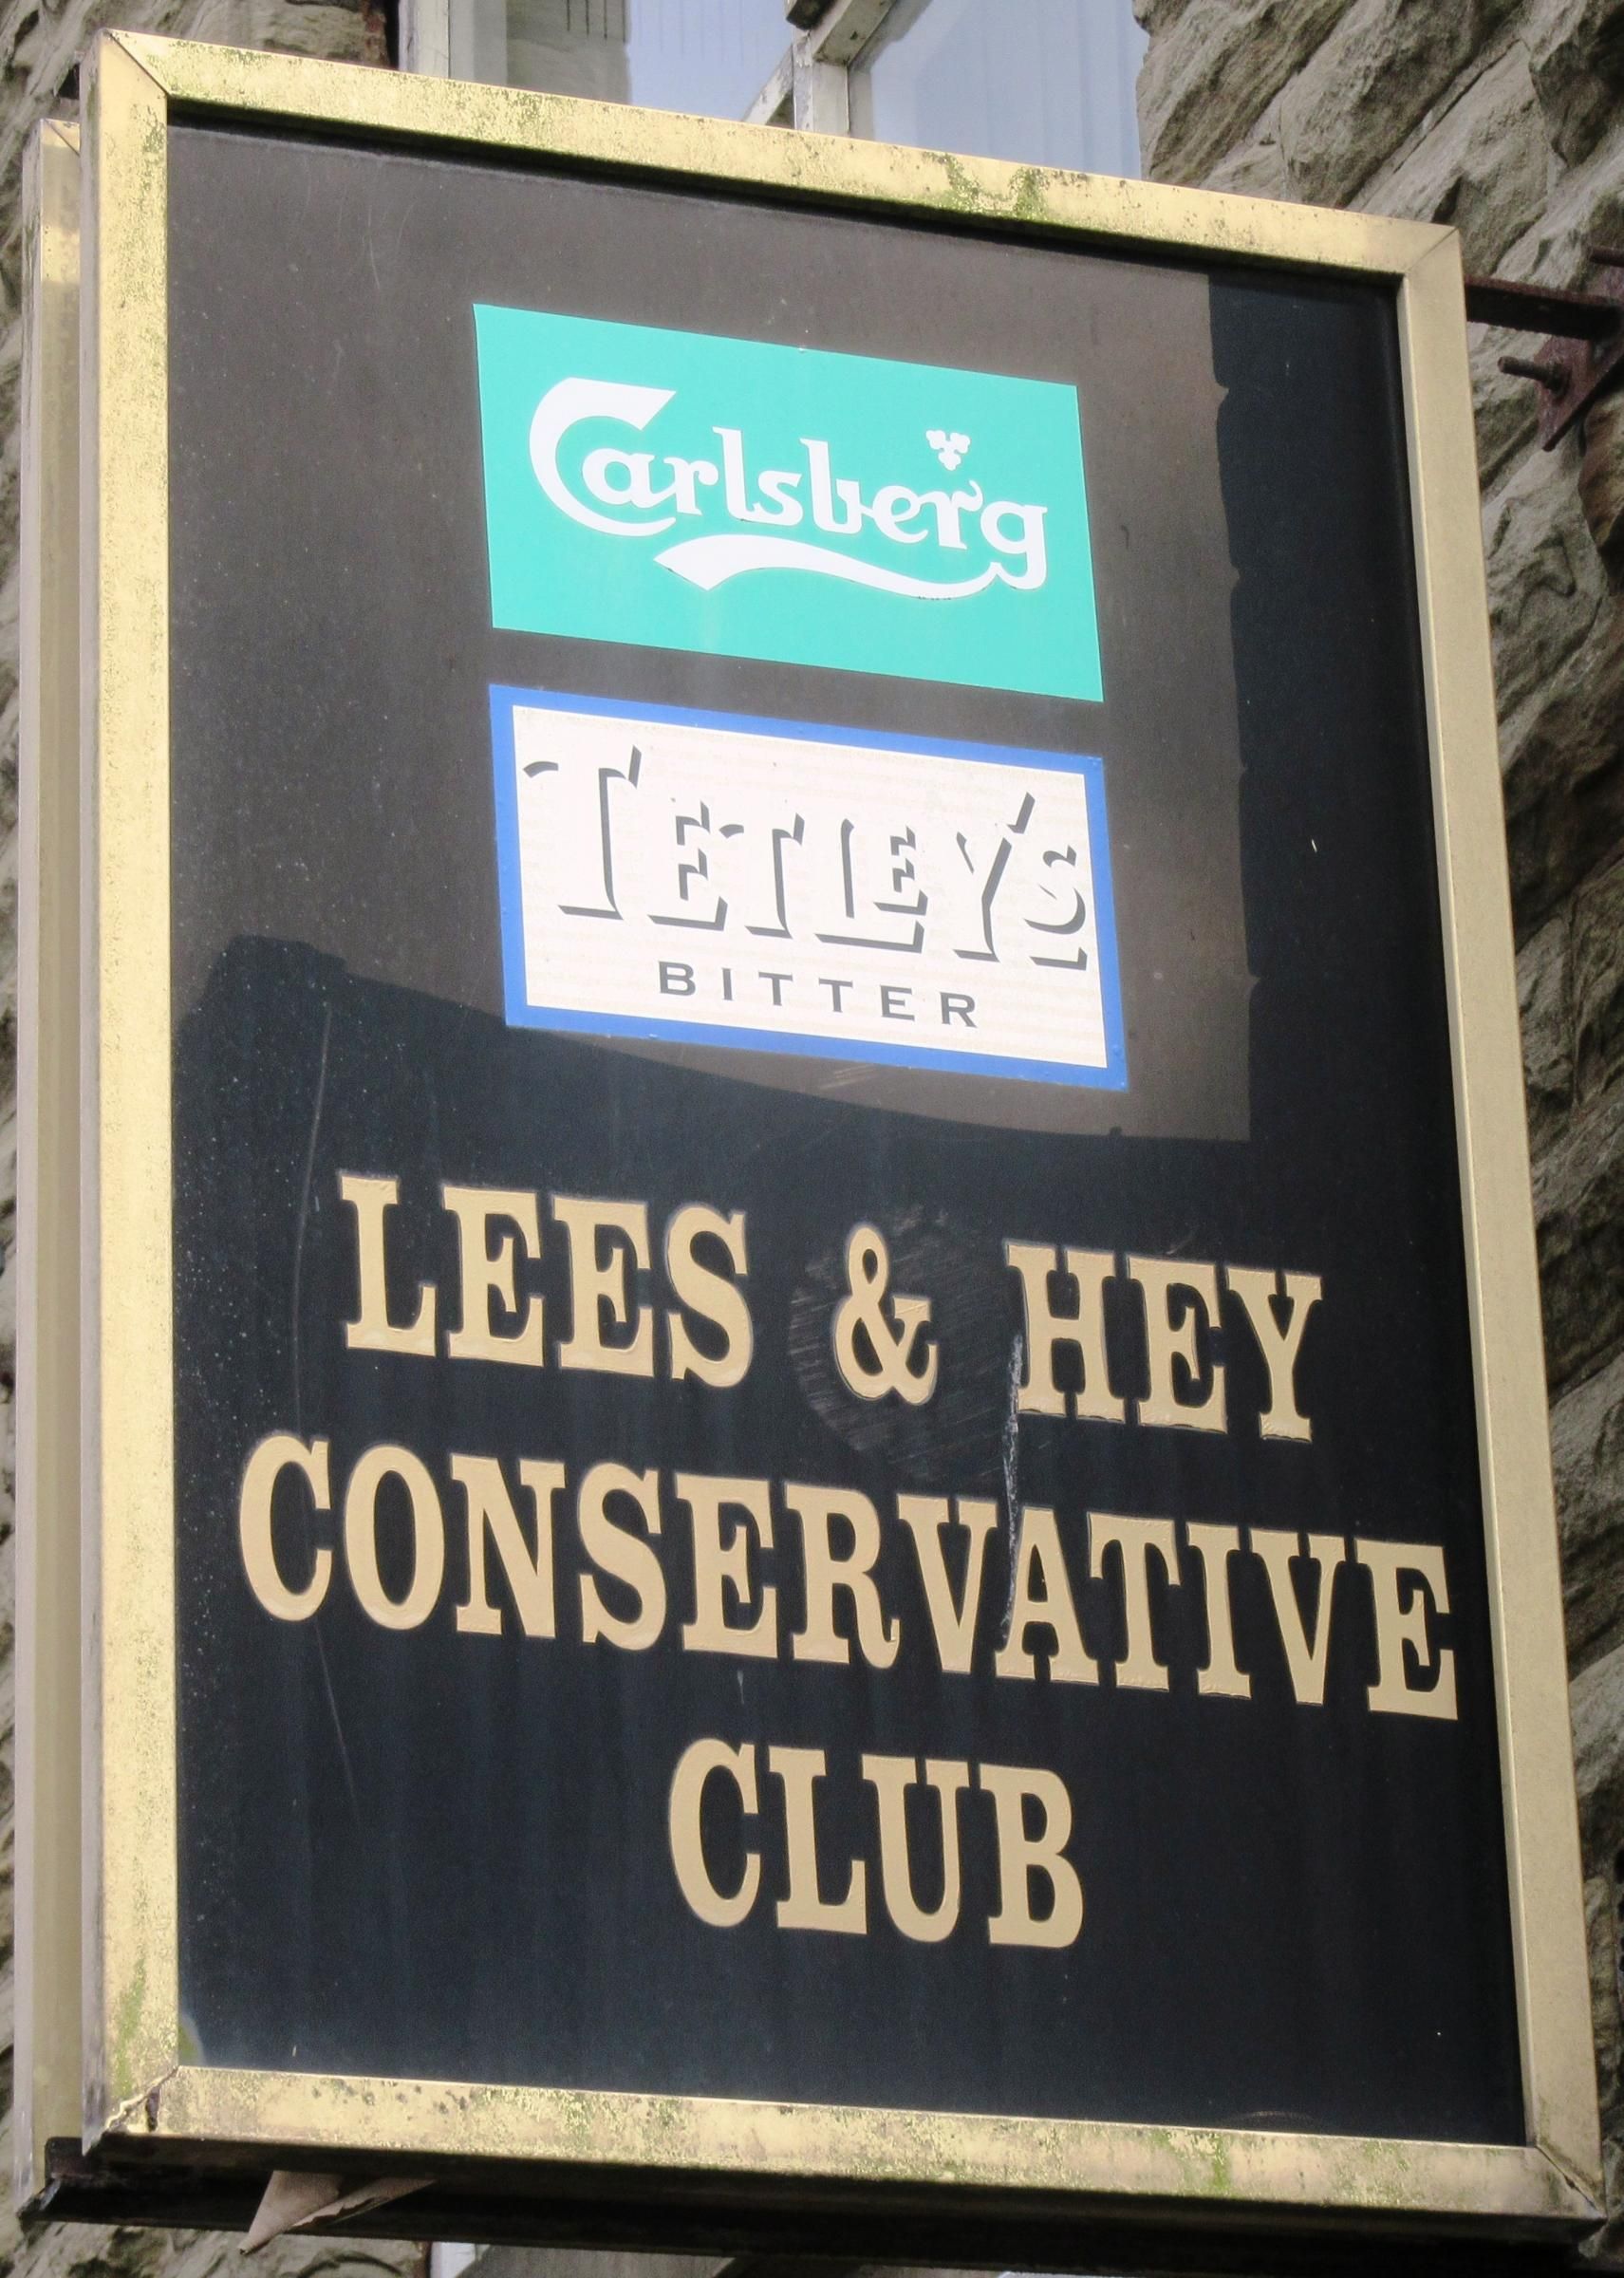 Carlsberg
TETLEY'S
BITTER
LEES & HEY
CONSERVATIVE
CLUB